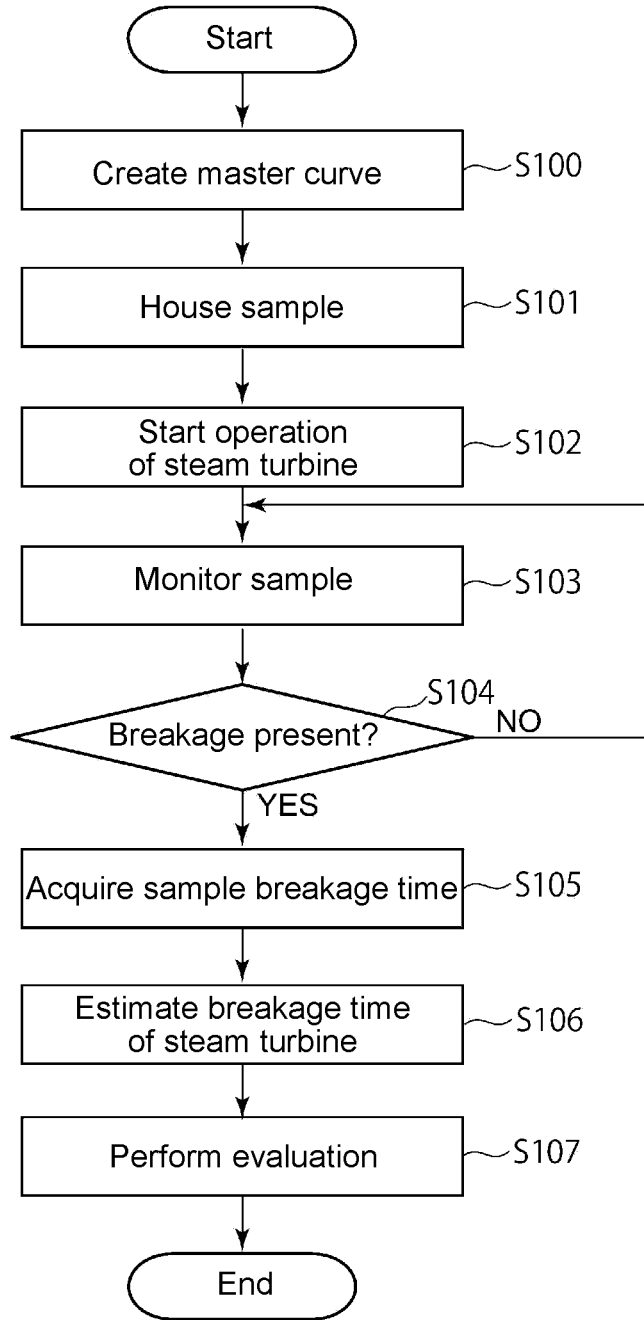 Start
Create master curve
S100
House sample
S101
Start operation
of steam turbine
S102
Monitor sample
S103
S104
Breakage present?
NO
YES
Acquire sample breakage time
S105
Estimate breakage time
of steam turbine
S106
Perform evaluation
S107
End